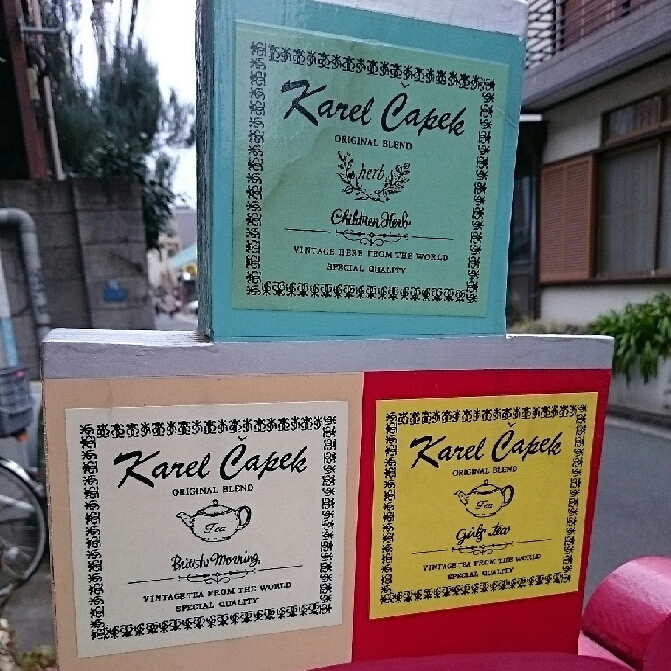 Karel Čapek
ORIGINAL BLEND
herb
Children Herb
VINTAGE HERB FROM THE WORLD
SPECIAL QUALITY
Karel Čapek
ORIGINAL BLEND
Tea
British Morning
VINTAGE TEA FROM THE WORLD
SPECIAL QUALITY
Karel Čapek
ORIGINAL BLEND
Tea
Girl's Tea
VINTAGE TEA FROM THE WORLD
SPECIAL QUALITY